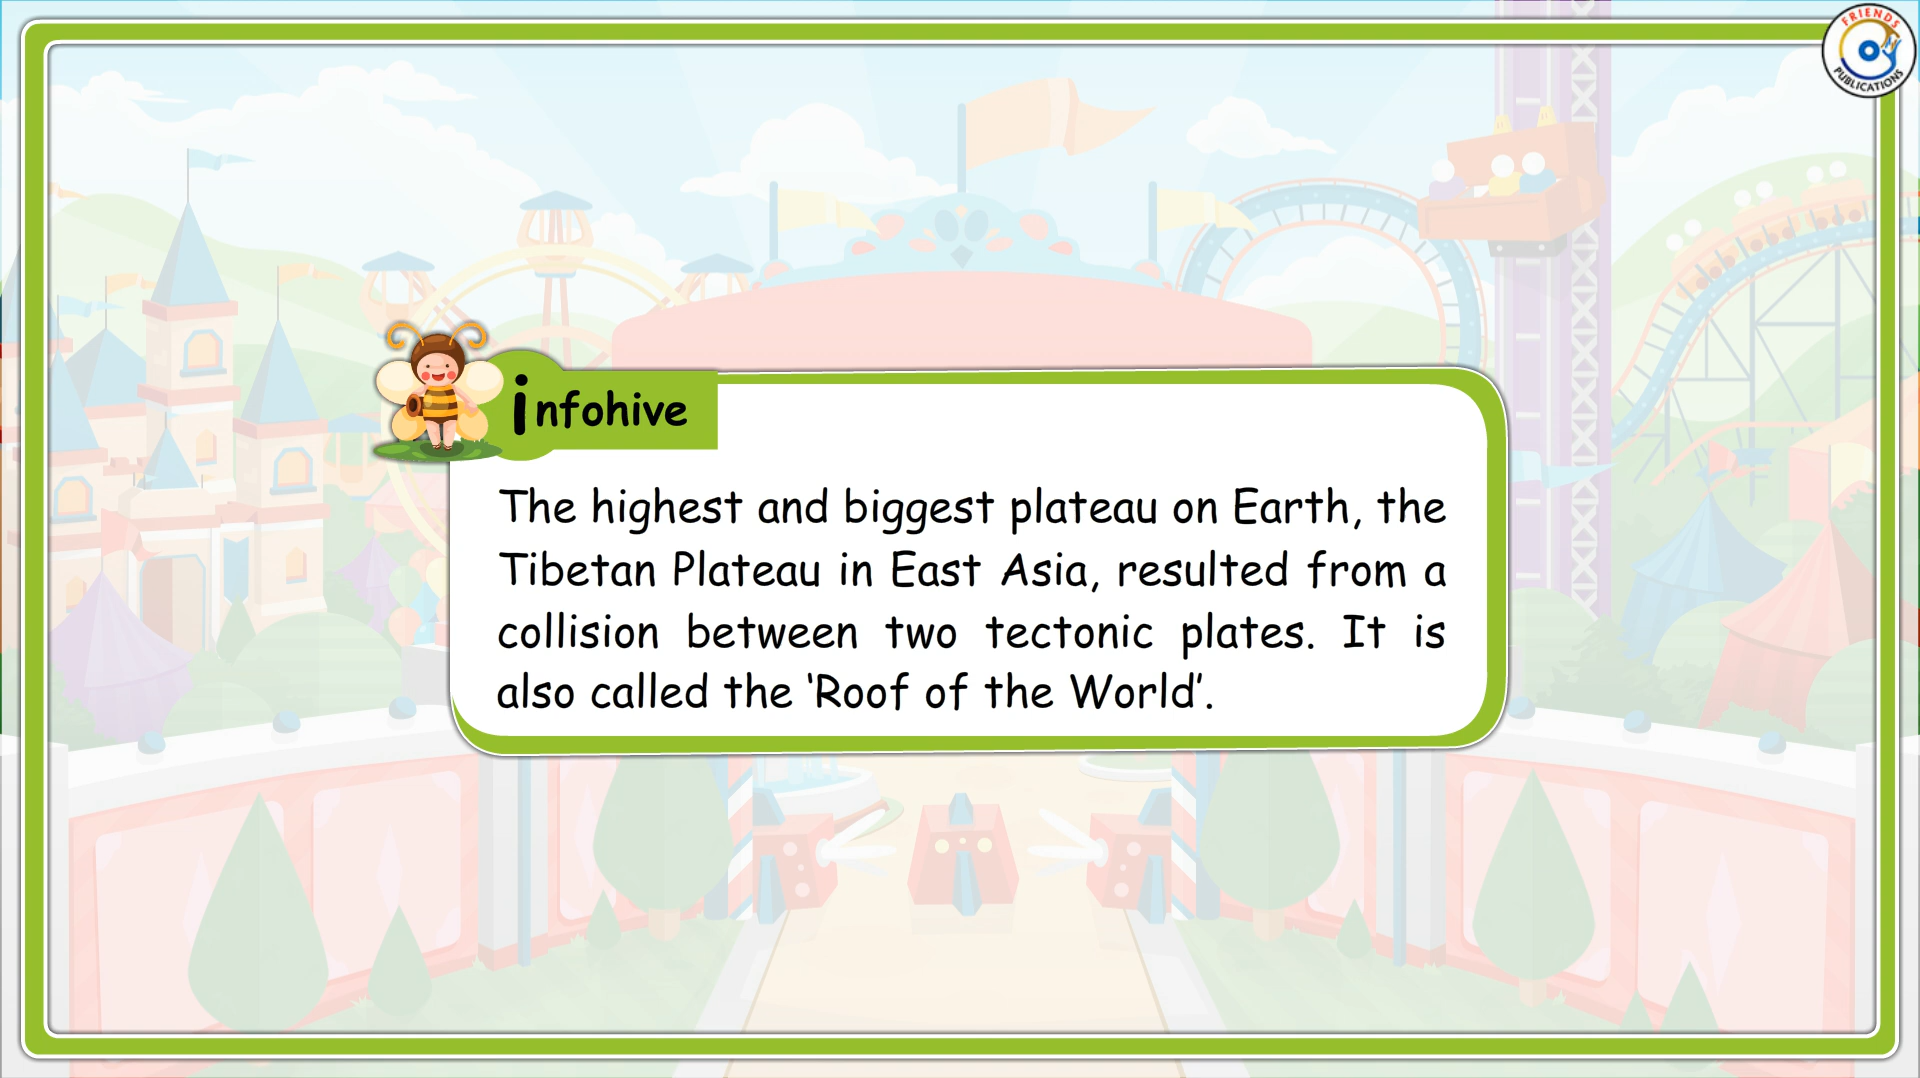 FRIENDS
PUBLICATIONS
infohive
The highest and biggest plateau on Earth, the
Tibetan Plateau in East Asia, resulted from a
collision between two tectonic plates. It is
also called the ‘Roof of the World’.